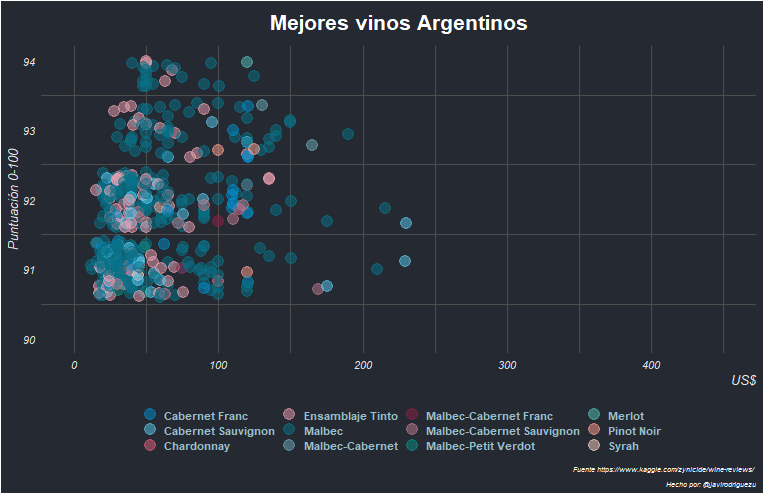 Mejores vinos Argentinos
Puntuación 0-100
94
93
92
91
90
0 100 200 300 400
US$
Cabernet Franc Ensamblaje Tinto Malbec-Cabernet Franc Merlot
Cabernet Sauvignon Malbec Malbec-Cabernet Sauvignon Pinot Noir
Chardonnay Malbec-Cabernet Malbec-Petit Verdot Syrah
Fuente https://www.kaggle.com/zynicide/wine-reviews/
Hecho por: @javirodriguezu